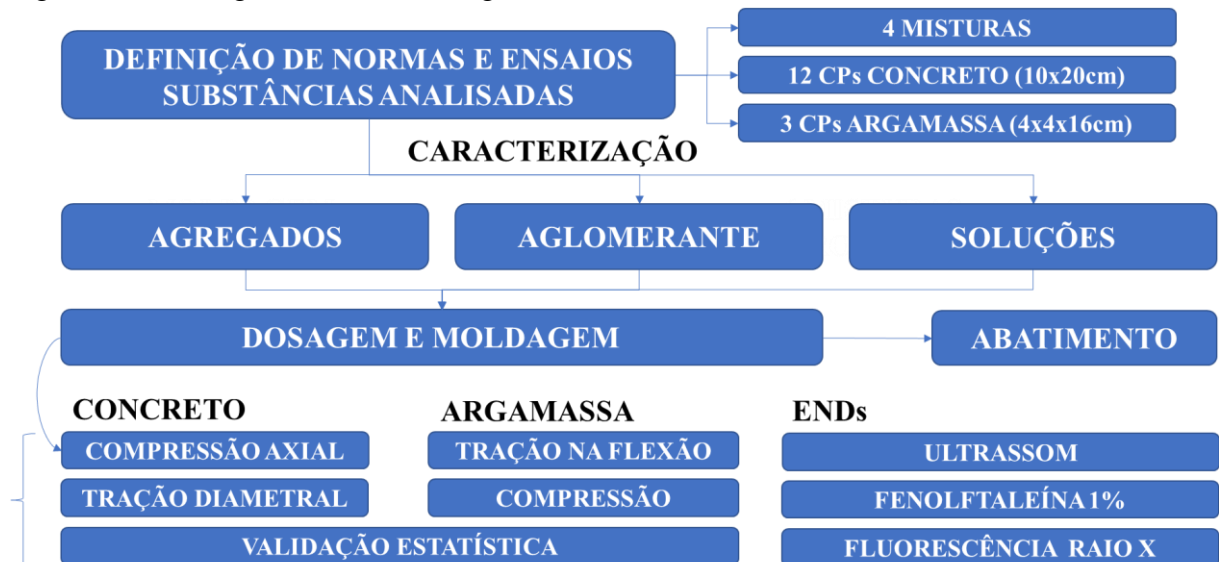 4 MISTURAS
DEFINIÇÃO DE NORMAS E ENSAIOS
SUBSTÂNCIAS ANALISADAS
12 CPs CONCRETO (10x20cm)
3 CPs ARGAMASSA (4x4x16cm)
CARACTERIZAÇÃO
AGREGADOS
AGLOMERANTE
SOLUÇÕES
DOSAGEM E MOLDAGEM
ABATIMENTO
CONCRETO
ARGAMASSA
ENDs
COMPRESSÃO AXIAL
TRAÇÃO NA FLEXÃO
ULTRASSOM
TRAÇÃO DIAMETRAL
COMPRESSÃO
FENOLFTALEÍNA 1%
VALIDAÇÃO ESTATÍSTICA
FLUORESCÊNCIA RAIO X